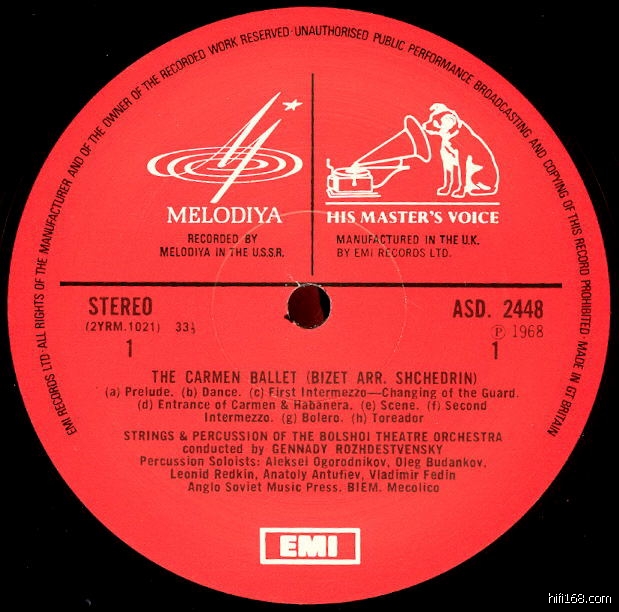 EMI RECORDS LTD·ALL RIGHTS OF THE MANUFACTURER AND OF THE OWNER OF THE RECORDED WORK RESERVED·UNAUTHORISED PUBLIC PERFORMANCE BROADCASTING AND COPYING OF THIS RECORD PROHIBITED·MADE IN GT BRITAIN
MELODIYA
RECORDED BY
MELODIYA IN THE U.S.S.R.
HIS MASTER'S VOICE
MANUFACTURED IN THE U.K.
BY EMI RECORDS LTD.
STEREO
(2YRM.1021) 33⅓
1
ASD. 2448
Ⓟ 1968
1
THE CARMEN BALLET (BIZET ARR. SHCHEDRIN)
(a) Prelude. (b) Dance. (c) First Intermezzo—Changing of the Guard.
(d) Entrance of Carmen & Habanera. (e) Scene. (f) Second
Intermezzo. (g) Bolero. (h) Toreador
STRINGS & PERCUSSION OF THE BOLSHOI THEATRE ORCHESTRA
conducted by GENNADY ROZHDESTVENSKY
Percussion Soloists: Aleksei Ogorodnikov, Oleg Budankov,
Leonid Redkin, Anatoly Antufiev, Vladimir Fedin
Anglo Soviet Music Press. BIEM. Mecolico
EMI
hifi168.com